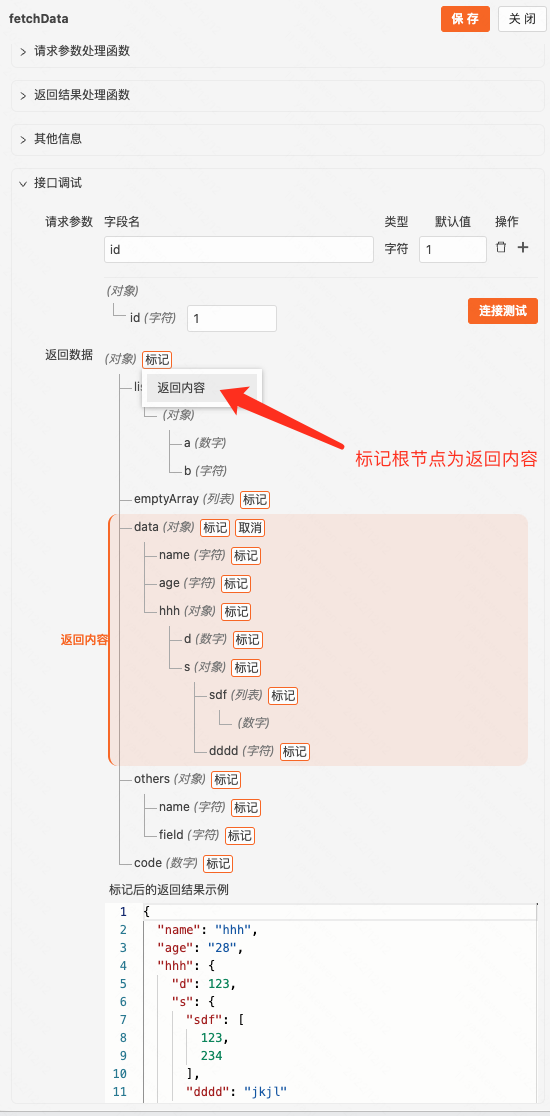 fetchData 保 存 关 闭
请求参数处理函数
返回结果处理函数
其他信息
接口调试
请求参数 字段名 类型 默认值 操作
id 字符 1
(对象)
id (字符) 1
连接测试
返回数据 (对象) 标记
返回内容
(对象)
a (数字)
b (字符)
标记根节点为返回内容
emptyArray (列表) 标记
data (对象) 标记 取消
name (字符) 标记
age (字符) 标记
hhh (对象) 标记
返回内容
d (数字) 标记
s (对象) 标记
sdf (列表) 标记
(数字)
dddd (字符) 标记
others (对象) 标记
name (字符) 标记
field (字符) 标记
code (数字) 标记
标记后的返回结果示例
1 {
2 "name": "hhh",
3 "age": "28",
4 "hhh": {
5 "d": 123,
6 "s": {
7 "sdf": [
8 123,
9 234
10 ],
11 "dddd": "jkjl"